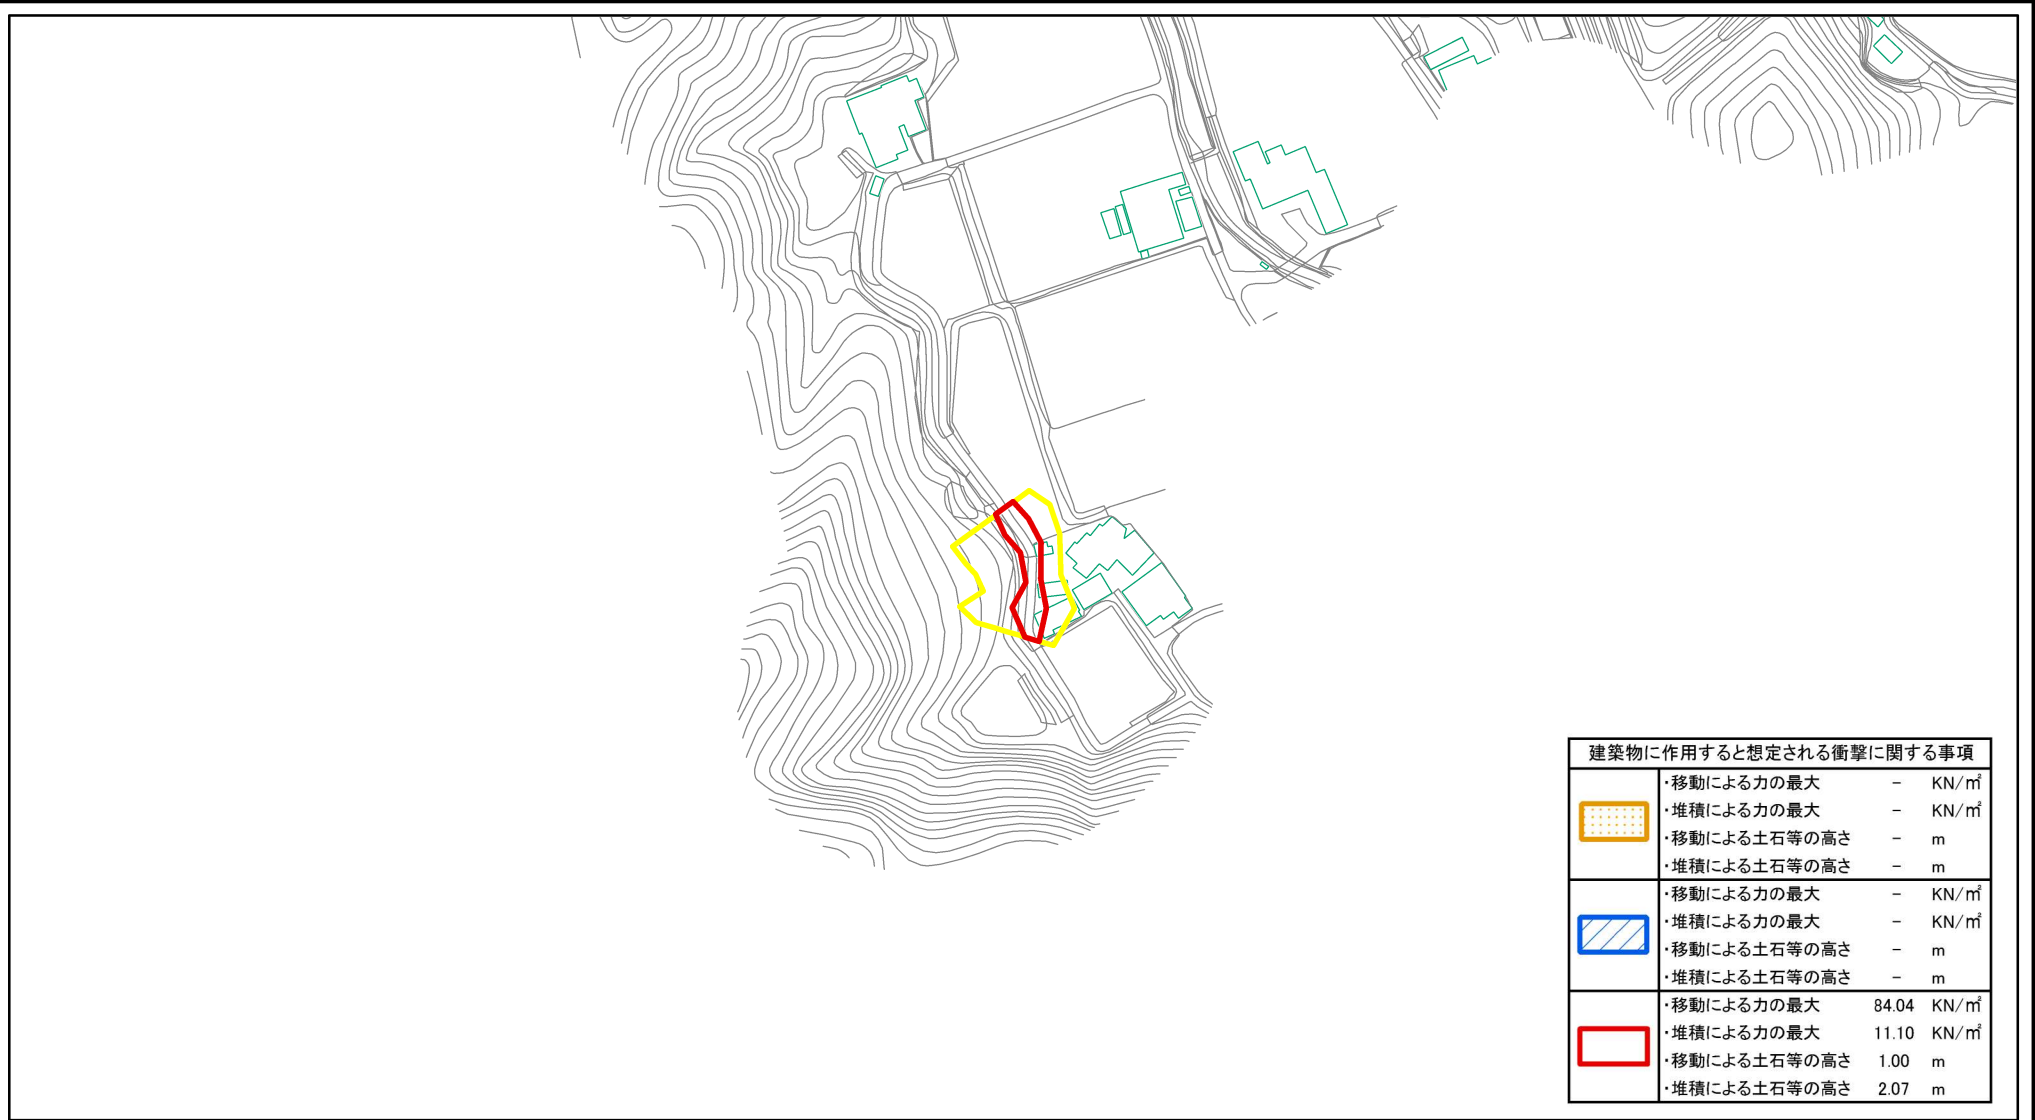 建築物に作用すると想定される衝撃に関する事項
・移動による力の最大 － KN/㎡
・堆積による力の最大 － KN/㎡
・移動による土石等の高さ － m
・堆積による土石等の高さ － m
・移動による力の最大 － KN/㎡
・堆積による力の最大 － KN/㎡
・移動による土石等の高さ － m
・堆積による土石等の高さ － m
・移動による力の最大 84.04 KN/㎡
・堆積による力の最大 11.10 KN/㎡
・移動による土石等の高さ 1.00 m
・堆積による土石等の高さ 2.07 m